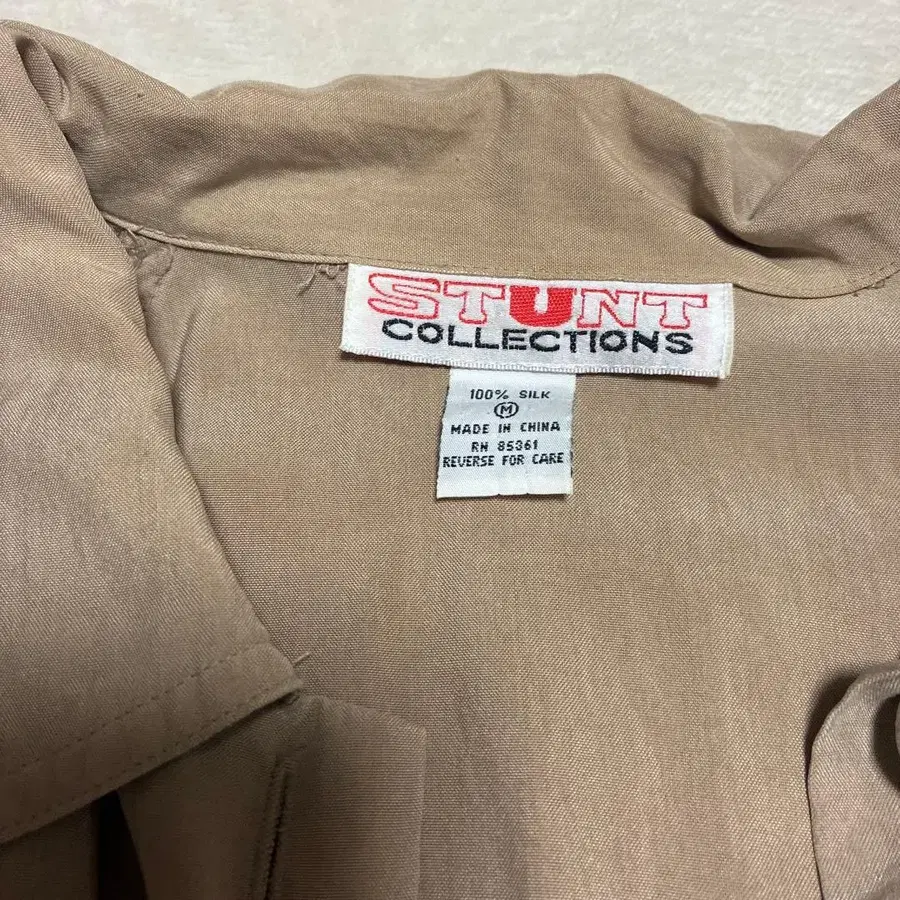 STUNT
COLLECTIONS
100% SILK
M
MADE IN CHINA
RN 85361
REVERSE FOR CARE